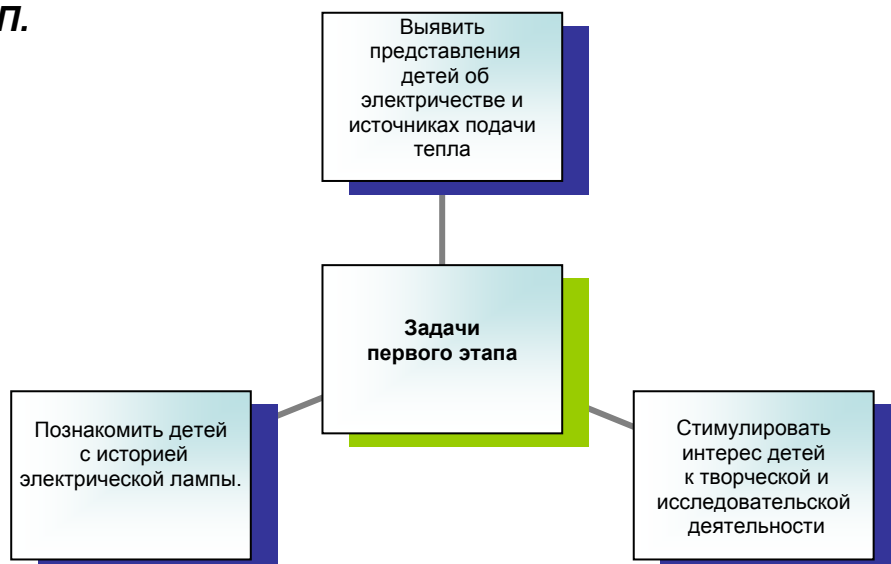 П.
Выявить
представления
детей об
электричестве и
источниках подачи
тепла
Задачи
первого этапа
Познакомить детей
с историей
электрической лампы.
Стимулировать
интерес детей
к творческой и
исследовательской
деятельности